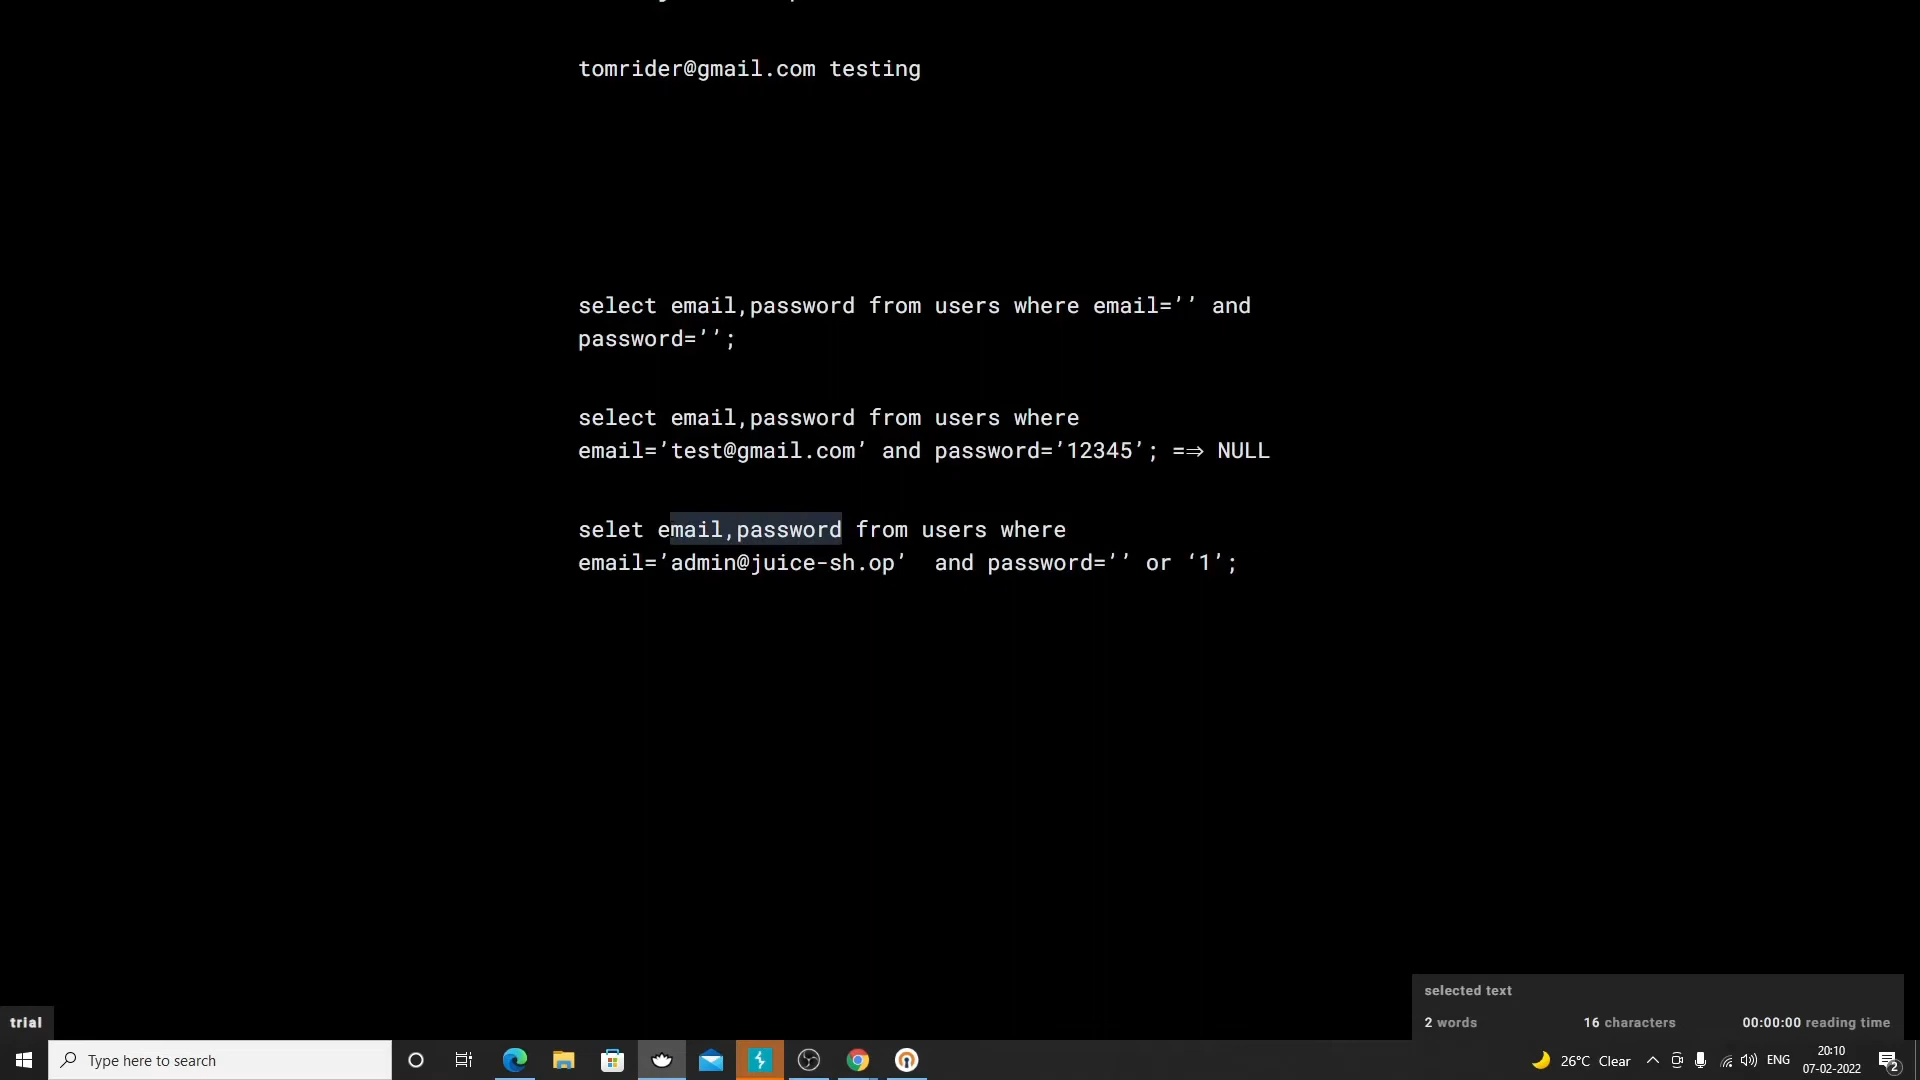 tomrider@gmail.com testing
select email,password from users where email=’’ and
password=’’;
select email,password from users where
email=’test@gmail.com’ and password=’12345’; ==> NULL
selet email,password from users where
email=’admin@juice-sh.op’  and password=’’ or ‘1’;
selected text
2 words 16 characters 00:00:00 reading time
trial
Type here to search
26°C Clear
ENG
20:10
07-02-2022
2